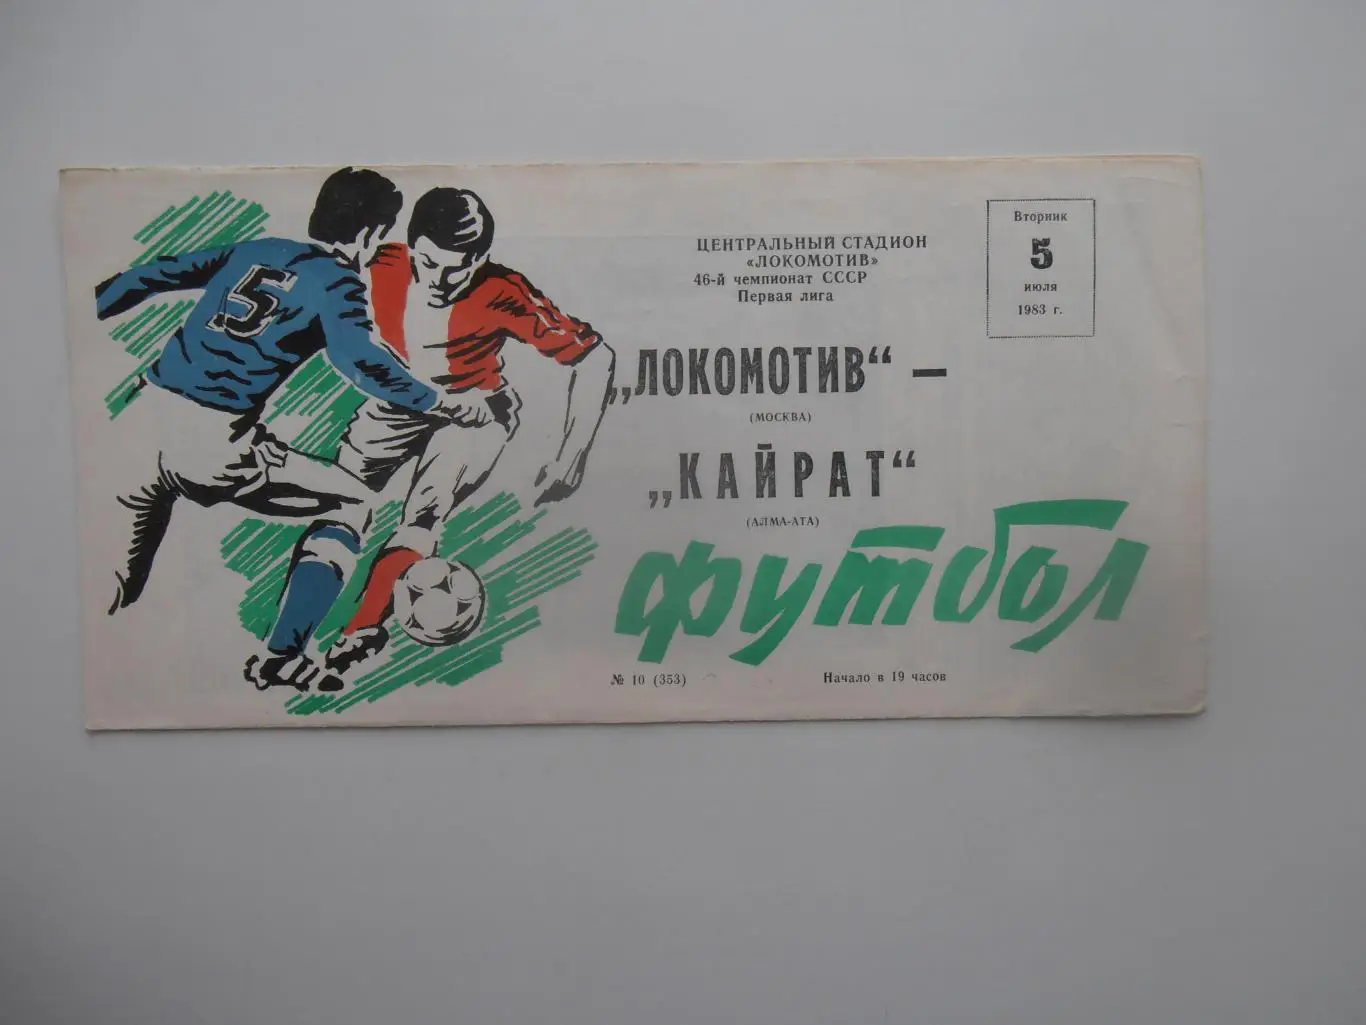 Вторник
5
июля
1983 г.
ЦЕНТРАЛЬНЫЙ СТАДИОН
«ЛОКОМОТИВ»
46-й чемпионат СССР
Первая лига
„ЛОКОМОТИВ“ —
(МОСКВА)
„КАЙРАТ“
(АЛМА-АТА)
футбол
№ 10 (353)
Начало в 19 часов
5